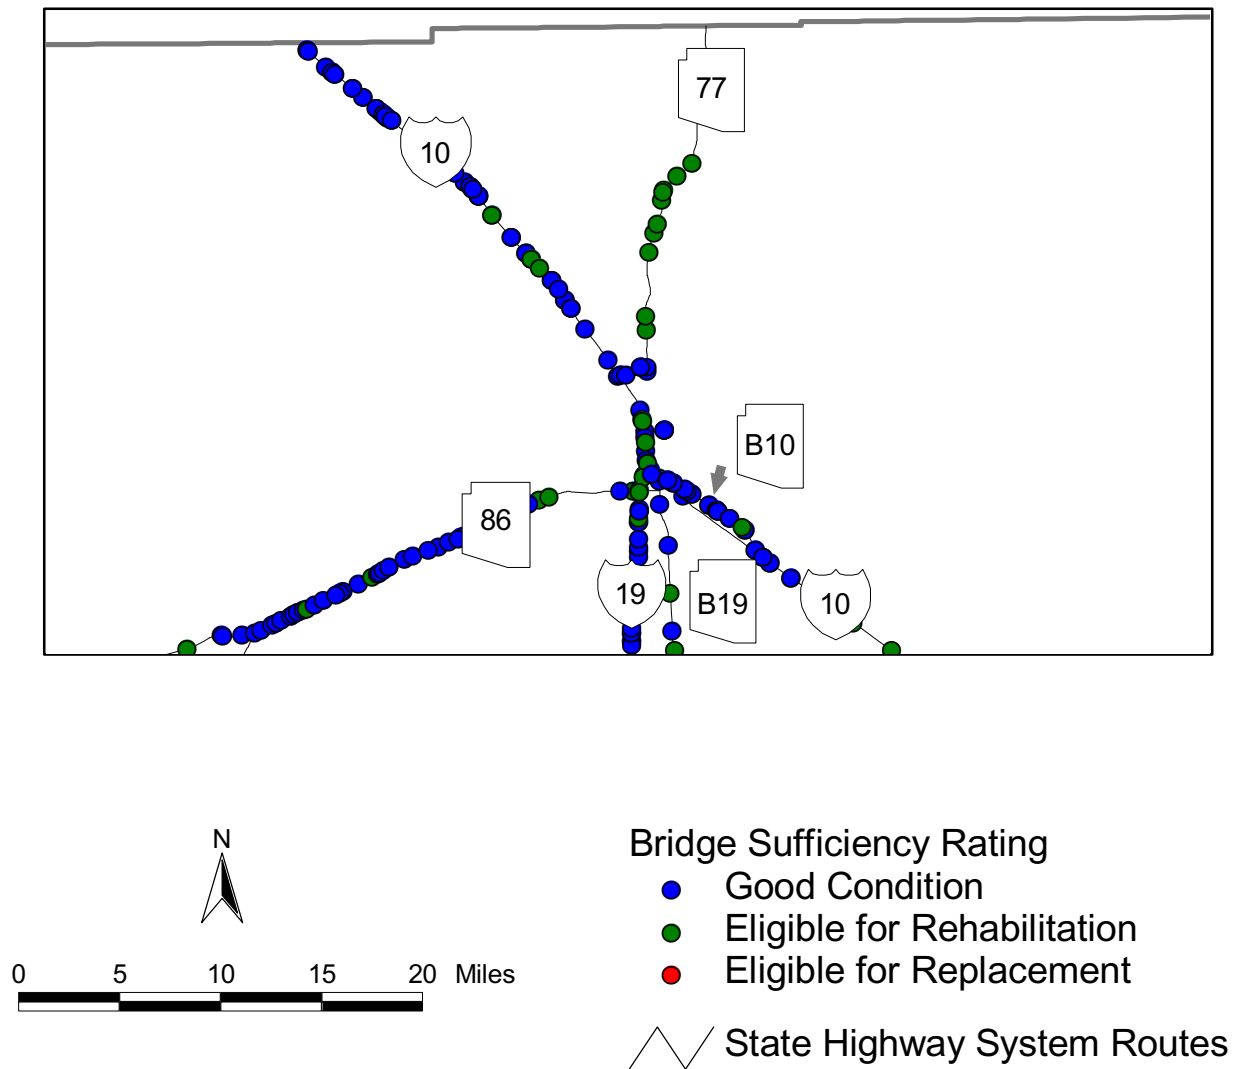 77
10
B10
86
19
B19
10
N
0 5 10 15 20 Miles
Bridge Sufficiency Rating
Good Condition
Eligible for Rehabilitation
Eligible for Replacement
State Highway System Routes